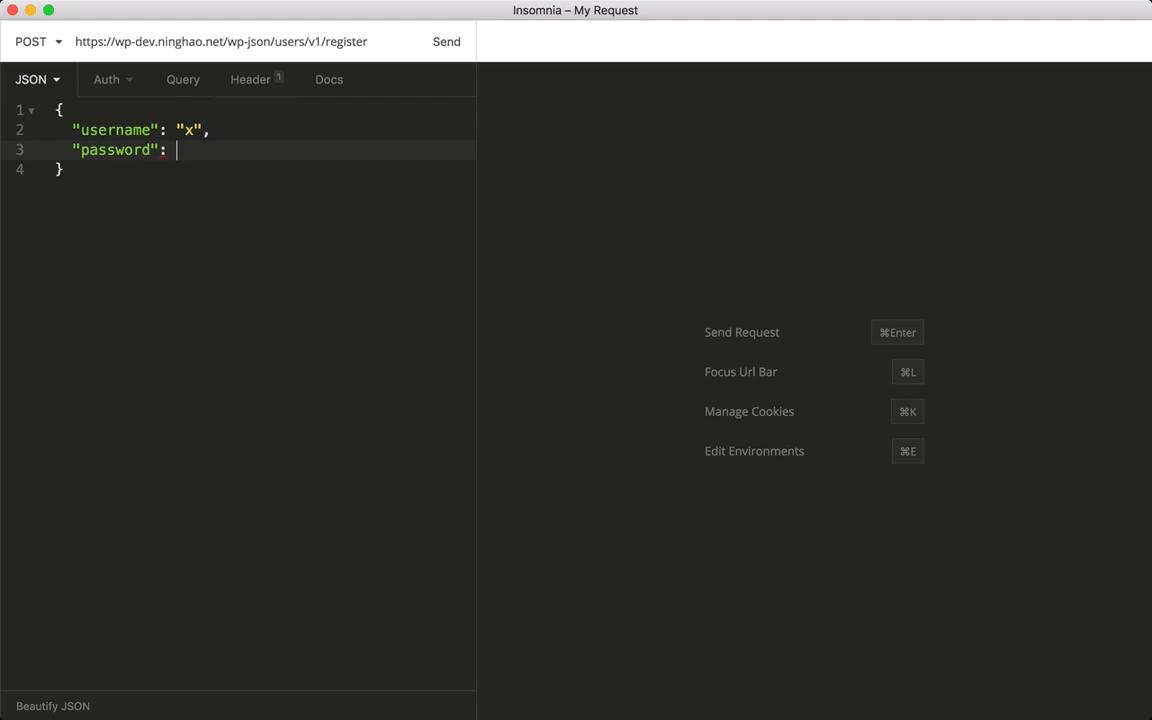 Insomnia – My Request
POST https://wp-dev.ninghao.net/wp-json/users/v1/register Send
JSON Auth Query Header 1 Docs
1 {
2 "username": "x",
3 "password":
4 }
Send Request ⌘Enter
Focus Url Bar ⌘L
Manage Cookies ⌘K
Edit Environments ⌘E
Beautify JSON